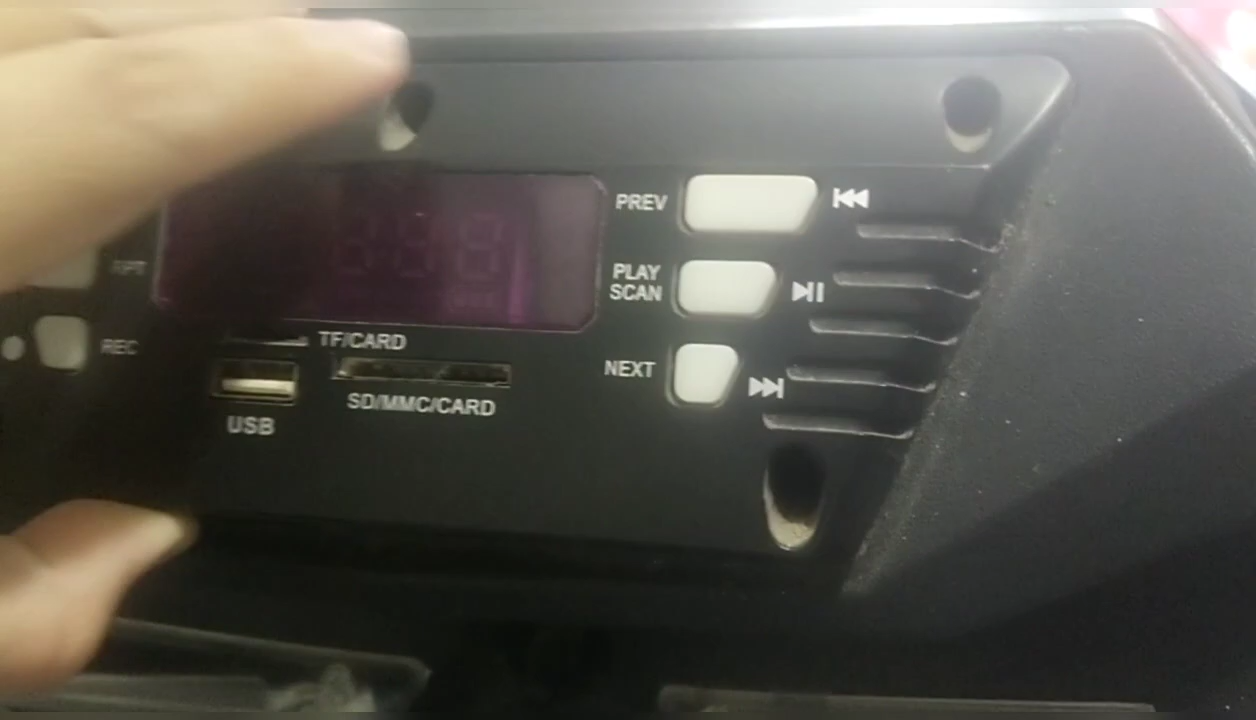 PREV
PLAY
SCAN
NEXT
RPT
REC
TF/CARD
SD/MMC/CARD
USB